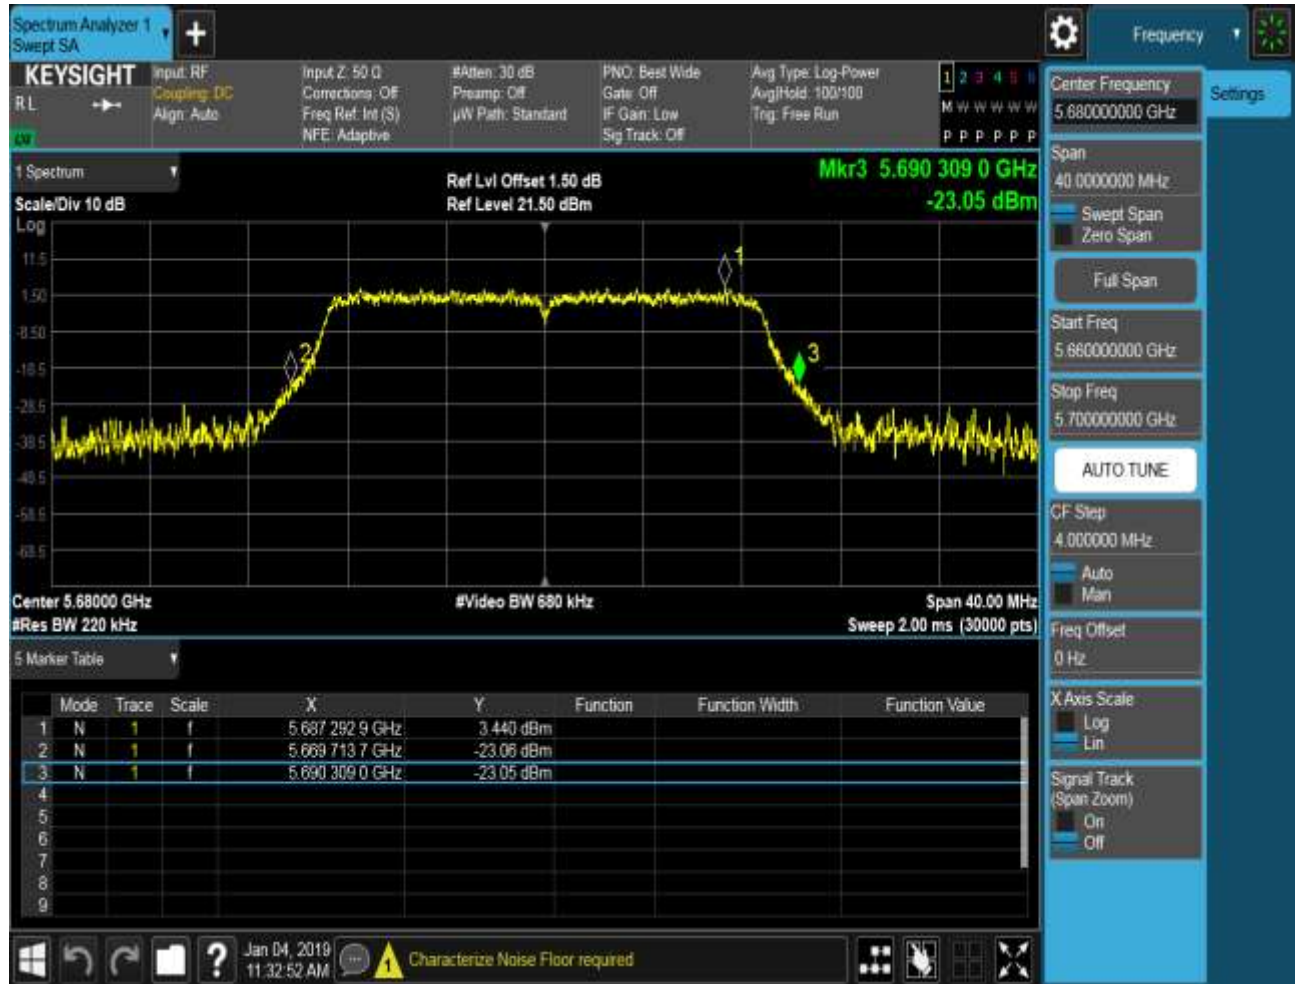 Spectrum Analyzer 1
Swept SA
Frequency
KEYSIGHT
Input: RF
Coupling: DC
Align: Auto
Input Z: 50 Ω
Corrections: Off
Freq Ref: Int (S)
NFE: Adaptive
#Atten: 30 dB
Preamp: Off
µW Path: Standard
PNO: Best Wide
Gate: Off
IF Gain: Low
Sig Track: Off
Avg Type: Log-Power
Avg|Hold: 100/100
Trig: Free Run
1 2 3 4 5 6
M W W W W W
P P P P P P
R L
1 Spectrum
Scale/Div 10 dB
Ref Lvl Offset 1.50 dB
Ref Level 21.50 dBm
Mkr3 5.690 309 0 GHz
-23.05 dBm
Log
11.5
1.50
-8.50
-18.5
-28.5
-38.5
-48.5
-58.5
-68.5
1
2
3
Center 5.68000 GHz
#Res BW 220 kHz
#Video BW 680 kHz
Span 40.00 MHz
Sweep 2.00 ms (30000 pts)
5 Marker Table
Mode Trace Scale X Y Function Function Width Function Value
1 N 1 f 5.687 292 9 GHz 3.440 dBm
2 N 1 f 5.669 713 7 GHz -23.06 dBm
3 N 1 f 5.690 309 0 GHz -23.05 dBm
4
5
6
7
8
9
Jan 04, 2019
11:32:52 AM
Characterize Noise Floor required
Settings
Center Frequency
5.680000000 GHz
Span
40.0000000 MHz
Swept Span
Zero Span
Full Span
Start Freq
5.660000000 GHz
Stop Freq
5.700000000 GHz
AUTO TUNE
CF Step
4.000000 MHz
Auto
Man
Freq Offset
0 Hz
X Axis Scale
Log
Lin
Signal Track
(Span Zoom)
On
Off